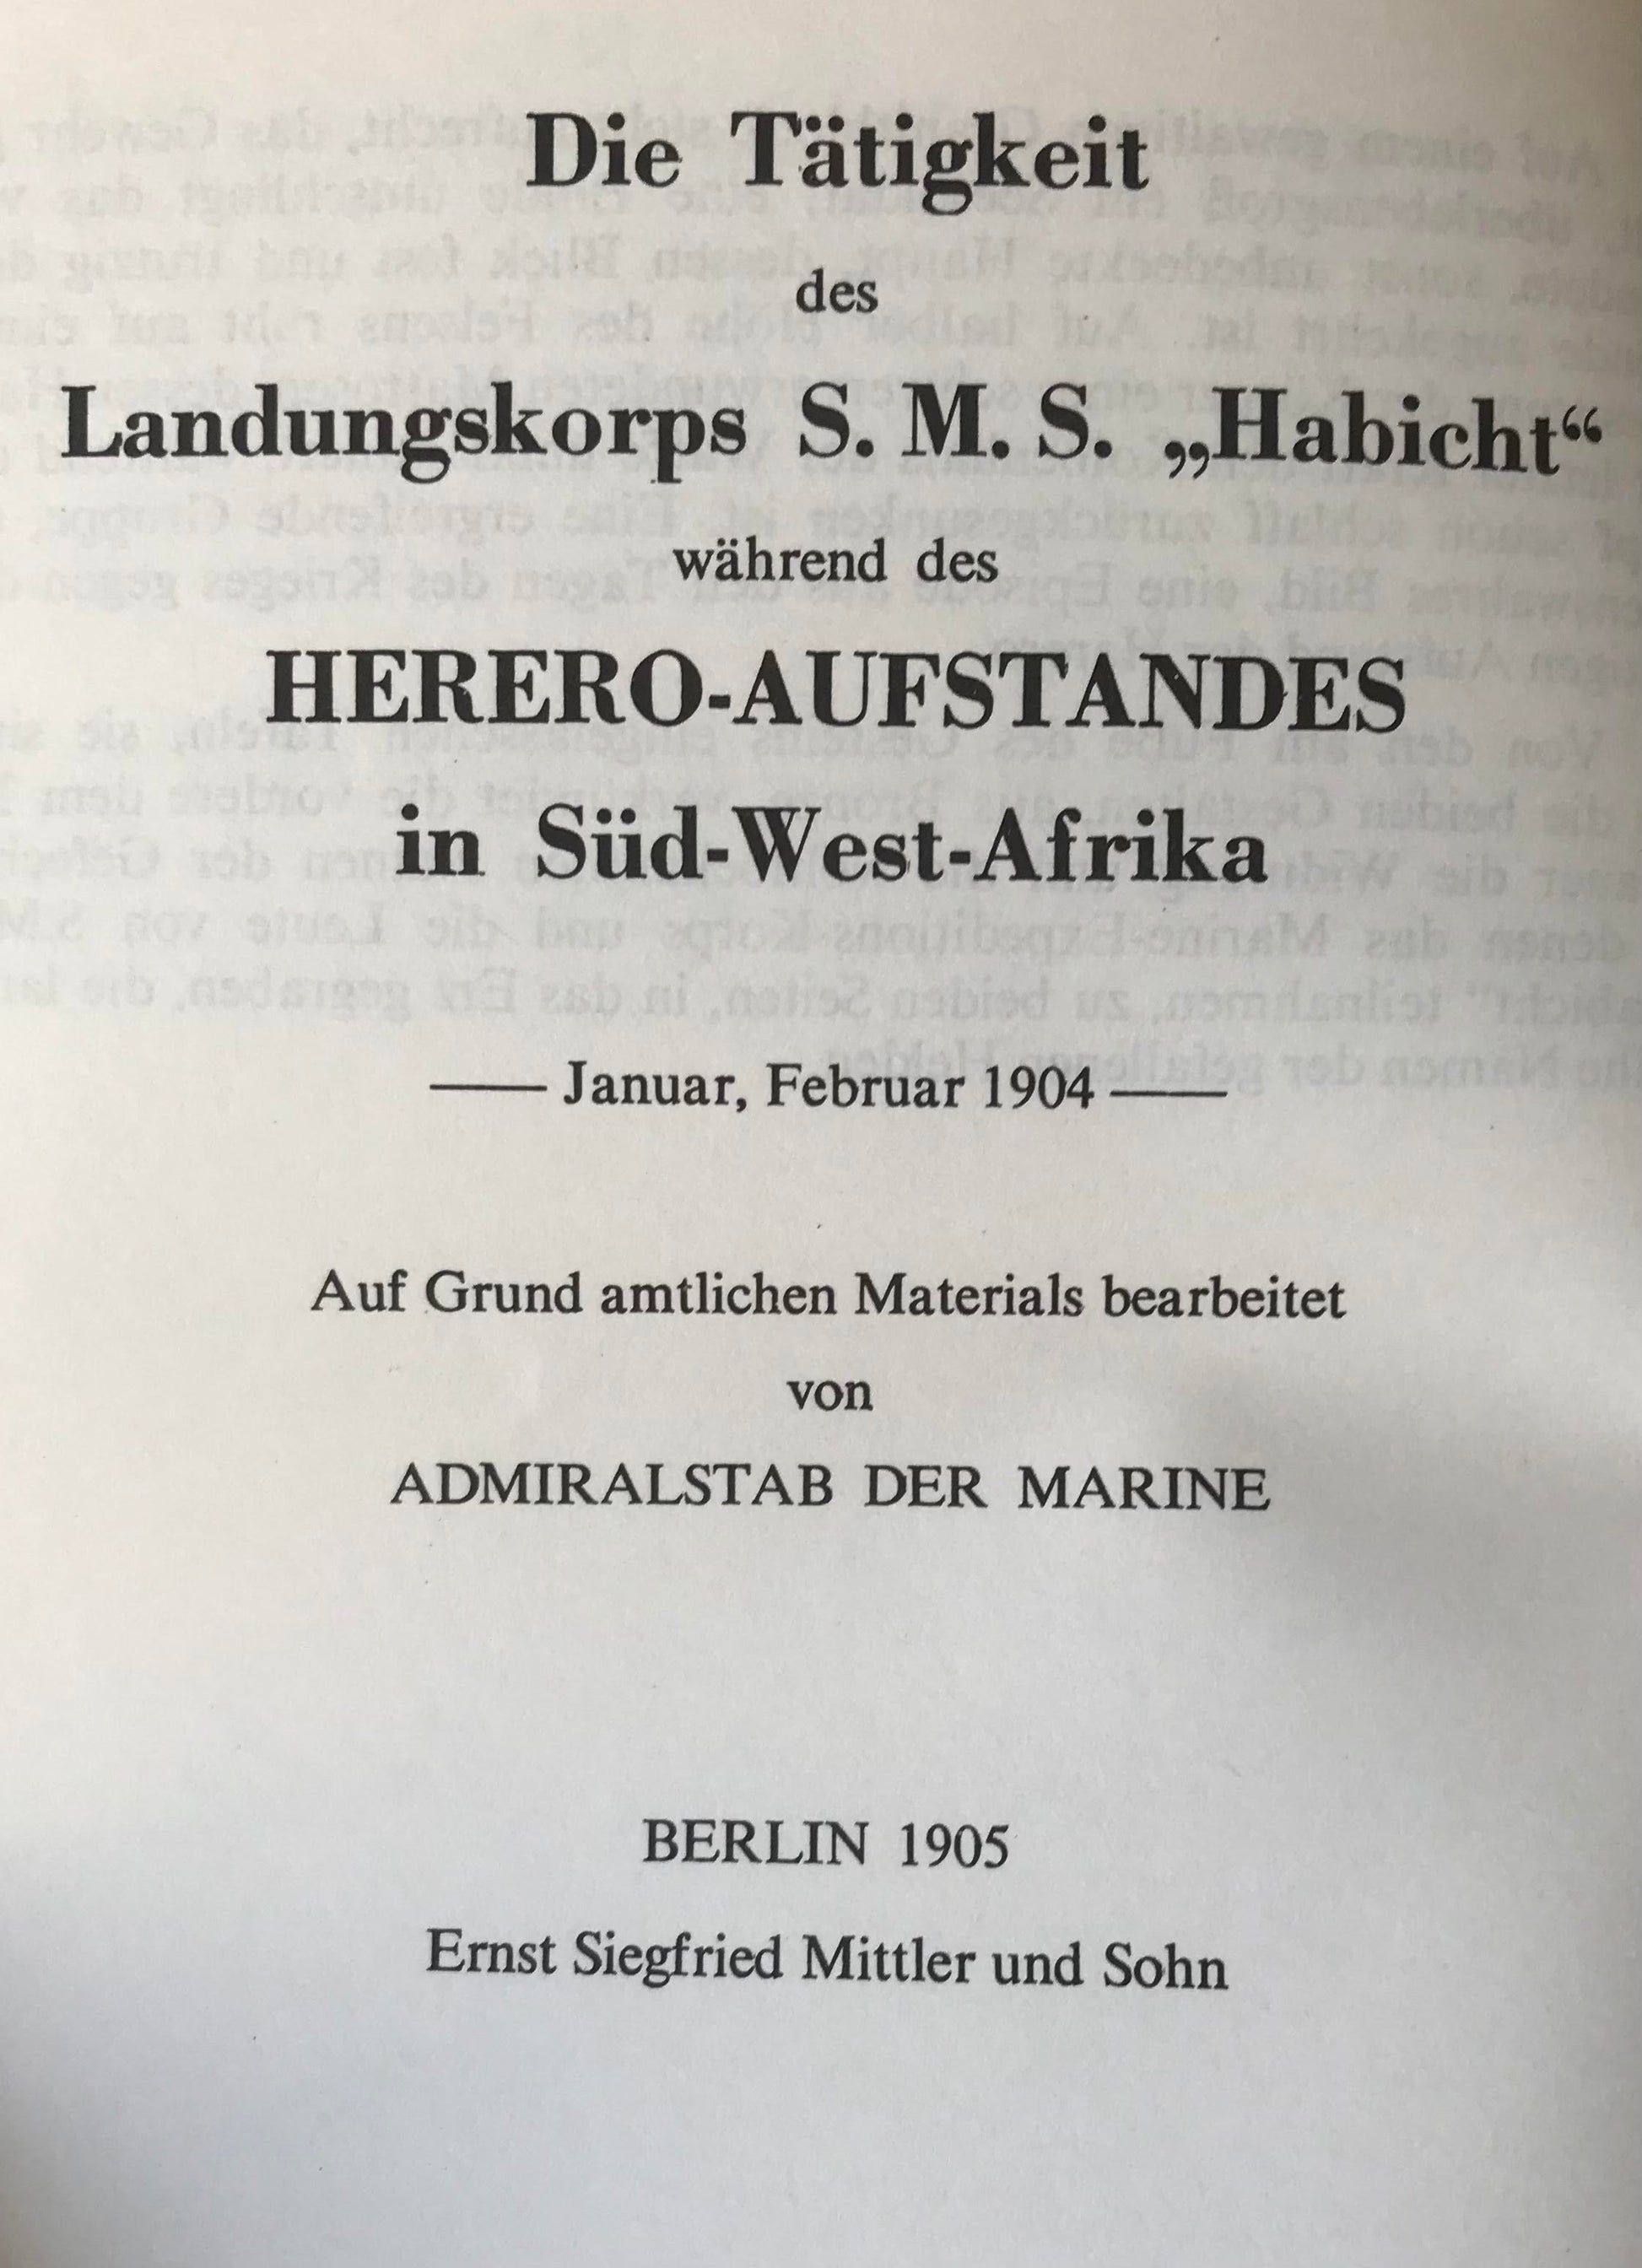 Die Tätigkeit
des
Landungskorps S. M. S. „Habicht“
während des
HERERO-AUFSTANDES
in Süd-West-Afrika
— Januar, Februar 1904 —
Auf Grund amtlichen Materials bearbeitet
von
ADMIRALSTAB DER MARINE
BERLIN 1905
Ernst Siegfried Mittler und Sohn